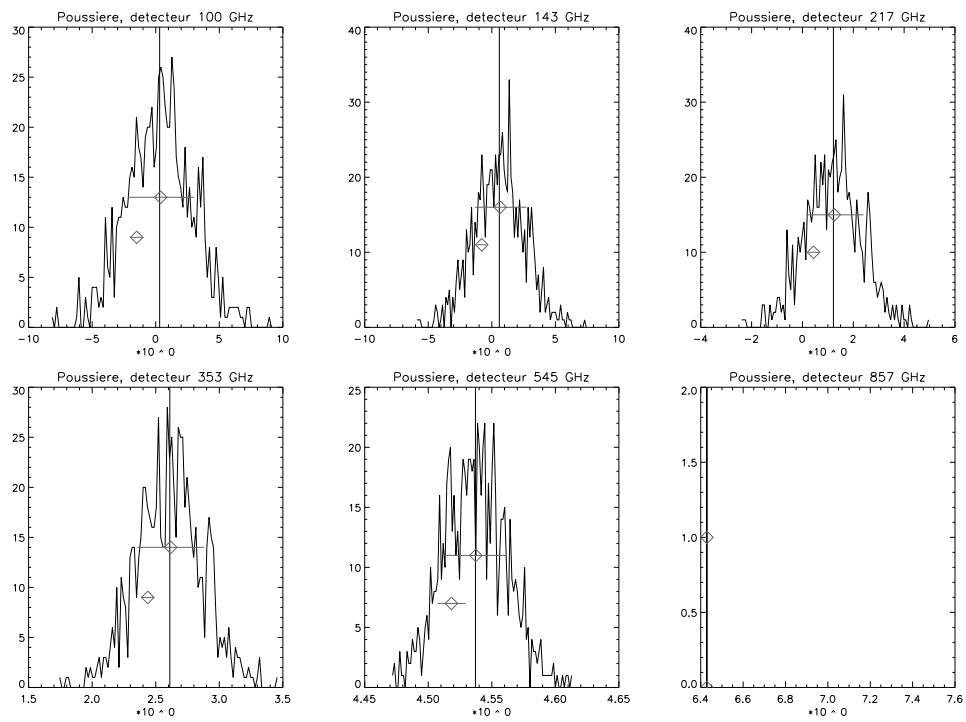 Poussiere, detecteur 100 GHz
Poussiere, detecteur 143 GHz
Poussiere, detecteur 217 GHz
30
25
20
15
10
5
0
-10 -5 0 5 10
*10 ^ 0
40
30
20
10
0
-10 -5 0 5 10
*10 ^ 0
40
30
20
10
0
-4 -2 0 2 4 6
*10 ^ 0
Poussiere, detecteur 353 GHz
Poussiere, detecteur 545 GHz
Poussiere, detecteur 857 GHz
30
25
20
15
10
5
0
1.5 2.0 2.5 3.0 3.5
*10 ^ 0
25
20
15
10
5
0
4.45 4.50 4.55 4.60 4.65
*10 ^ 0
2.0
1.5
1.0
0.5
0.0
6.4 6.6 6.8 7.0 7.2 7.4 7.6
*10 ^ 0